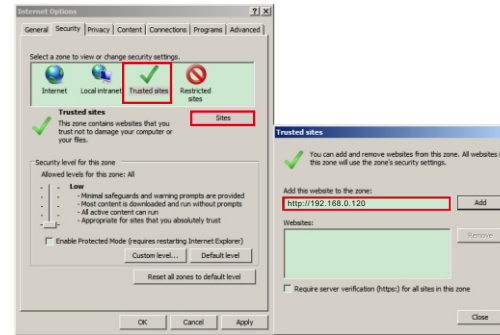 Internet Options
General Security Privacy Content Connections Programs Advanced
Select a zone to view or change security settings.
Internet Local intranet Trusted sites Restricted sites
Trusted sites
This zone contains websites that you
trust not to damage your computer or
your files.
Sites
Security level for this zone
Allowed levels for this zone: All
Low
- Minimal safeguards and warning prompts are provided
- Most content is downloaded and run without prompts
- All active content can run
- Appropriate for sites that you absolutely trust
Enable Protected Mode (requires restarting Internet Explorer)
Custom level... Default level
Reset all zones to default level
OK Cancel Apply
Trusted sites
You can add and remove websites from this zone. All websites
this zone will use the zone's security settings.
Add this website to the zone:
http://192.168.0.120 Add
Websites:
Remove
Require server verification (https:) for all sites in this zone
Close